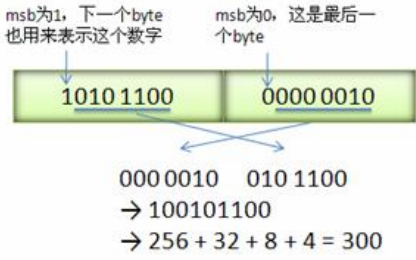 msb为1，下一个byte
也用来表示这个数字
msb为0，这是最后一
个byte
1010 1100
0000 0010
000 0010 010 1100
→ 100101100
→ 256 + 32 + 8 + 4 = 300